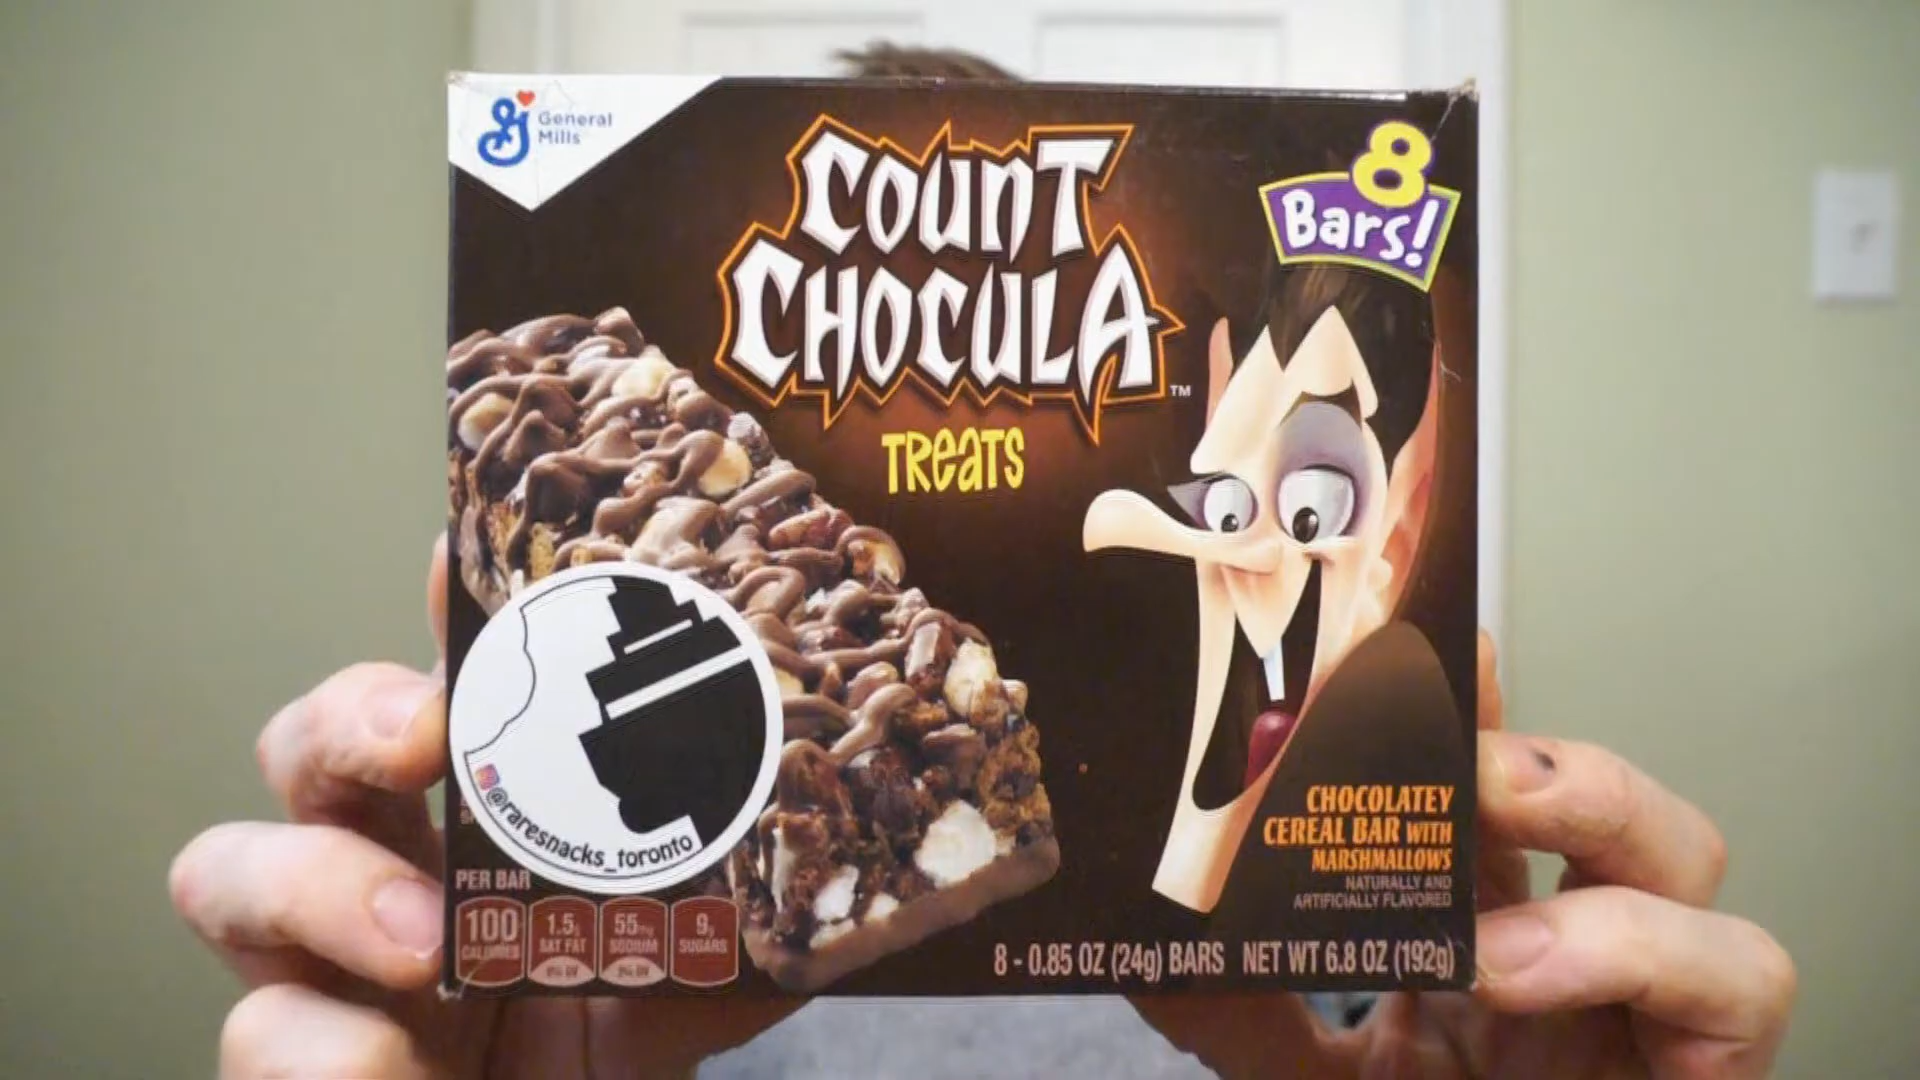 General
Mills
COUNT
CHOCULA
™
TREATS
8
Bars!
@raresnacks_toronto
PER BAR
100
CALORIES
1.5g
SAT FAT
55mg
SODIUM
9g
SUGARS
CHOCOLATEY
CEREAL BAR WITH
MARSHMALLOWS
NATURALLY AND
ARTIFICIALLY FLAVORED
8 - 0.85 OZ (24g) BARS NET WT 6.8 OZ (192g)